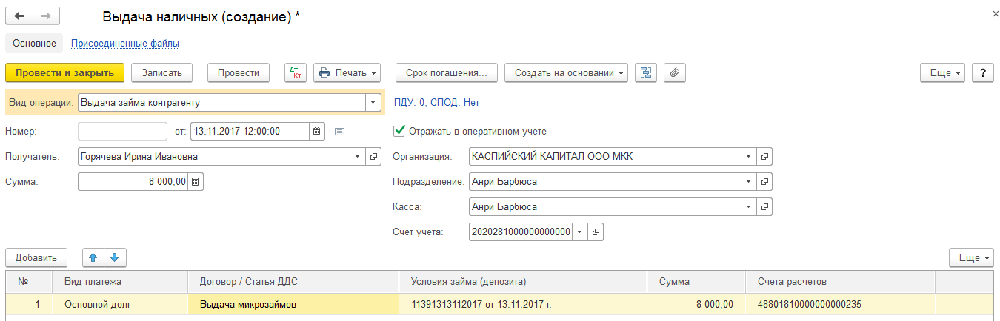 Выдача наличных (создание) *
Основное Присоединенные файлы
Провести и закрыть Записать Провести Дт Кт Печать Срок погашения... Создать на основании Еще ?
Вид операции: Выдача займа контрагенту ПДУ: 0, СПОД: Нет
Номер: от: 13.11.2017 12:00:00 Отражать в оперативном учете
Получатель: Горячева Ирина Ивановна Организация: КАСПИЙСКИЙ КАПИТАЛ ООО МКК
Сумма: 8 000,00 Подразделение: Анри Барбюса
Касса: Анри Барбюса
Счет учета: 2020281000000000000
Добавить Еще
№ Вид платежа Договор / Статья ДДС Условия займа (депозита) Сумма Счета расчетов
1 Основной долг Выдача микрозаймов 11391313112017 от 13.11.2017 г. 8 000,00 48801810000000000235